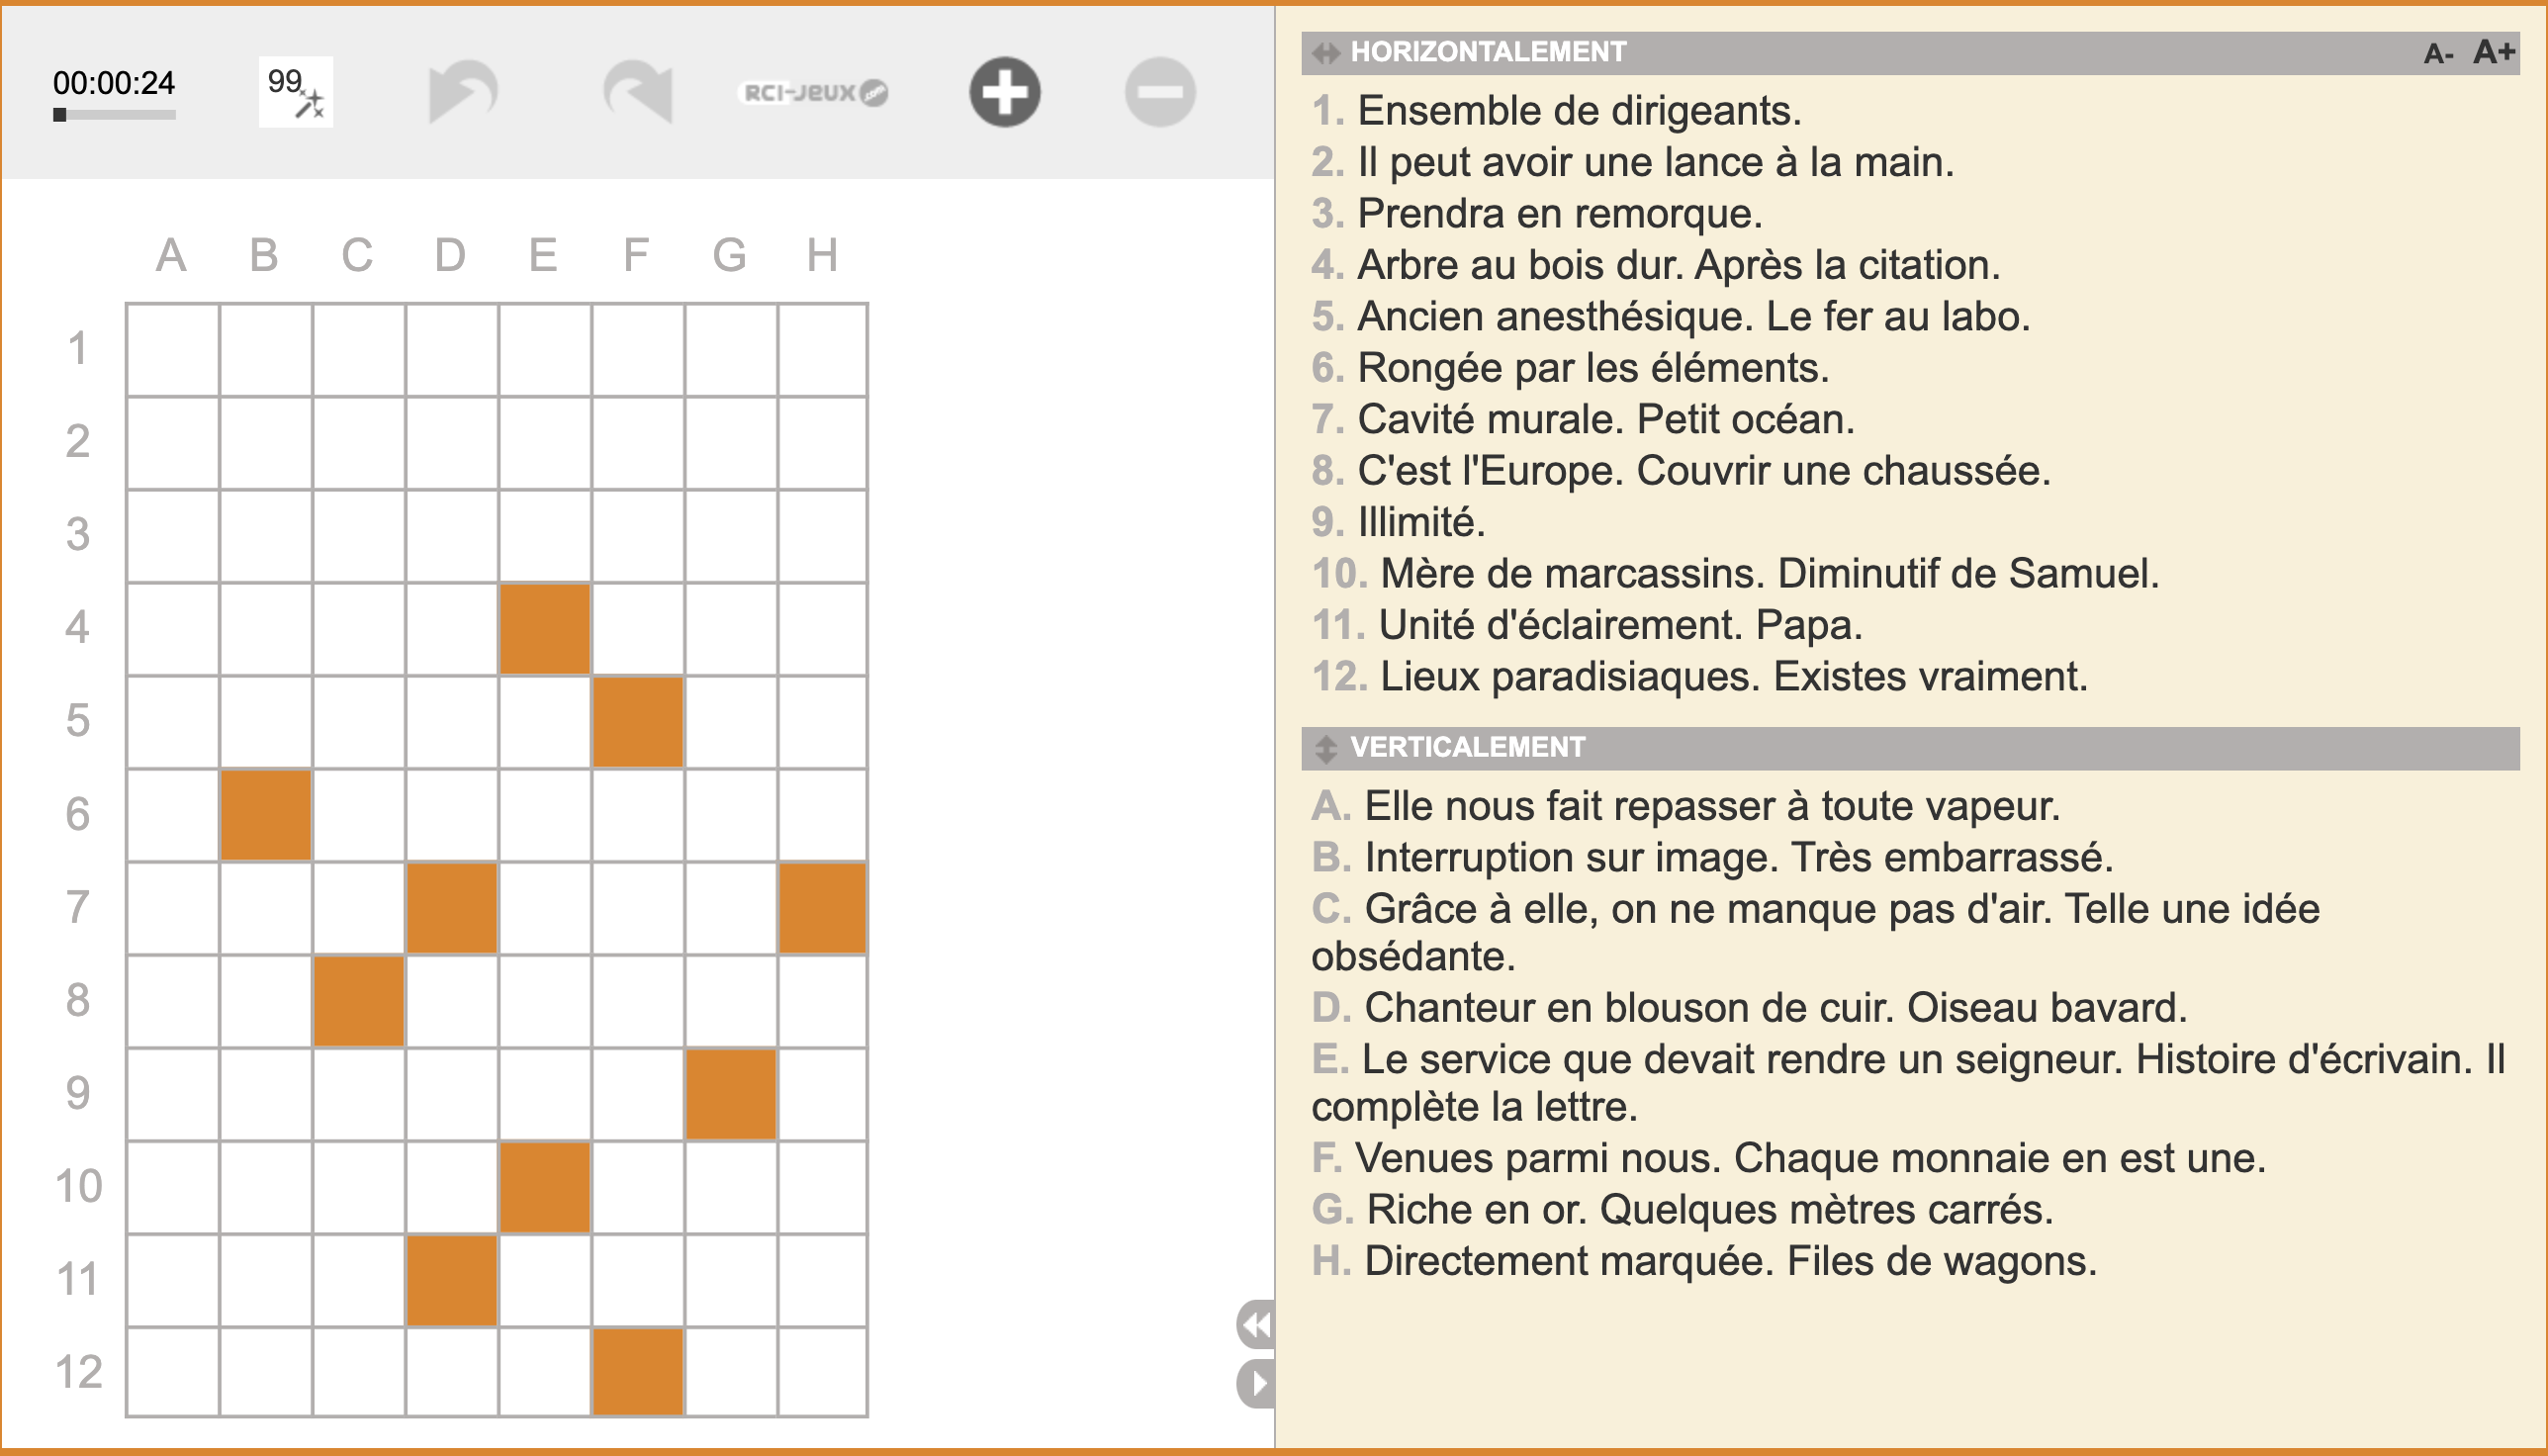 00:00:24
99
RCI-JEUX
A B C D E F G H
1
2
3
4
5
6
7
8
9
10
11
12
HORIZONTALEMENT A- A+
1. Ensemble de dirigeants.
2. Il peut avoir une lance à la main.
3. Prendra en remorque.
4. Arbre au bois dur. Après la citation.
5. Ancien anesthésique. Le fer au labo.
6. Rongée par les éléments.
7. Cavité murale. Petit océan.
8. C'est l'Europe. Couvrir une chaussée.
9. Illimité.
10. Mère de marcassins. Diminutif de Samuel.
11. Unité d'éclairement. Papa.
12. Lieux paradisiaques. Existes vraiment.
VERTICALEMENT
A. Elle nous fait repasser à toute vapeur.
B. Interruption sur image. Très embarrassé.
C. Grâce à elle, on ne manque pas d'air. Telle une idée
obsédante.
D. Chanteur en blouson de cuir. Oiseau bavard.
E. Le service que devait rendre un seigneur. Histoire d'écrivain. Il
complète la lettre.
F. Venues parmi nous. Chaque monnaie en est une.
G. Riche en or. Quelques mètres carrés.
H. Directement marquée. Files de wagons.